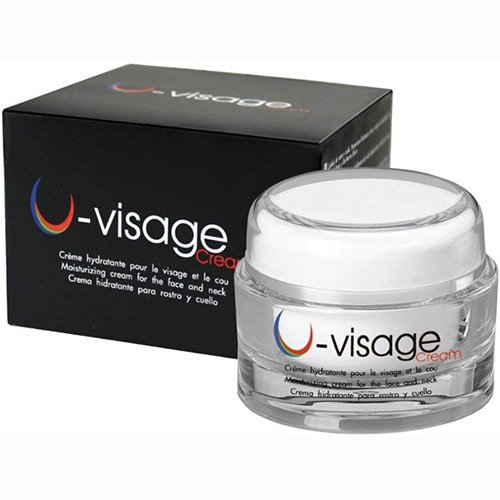 U-visage
Cream
U-visage
Cream
Crème hydratante pour le visage et le cou
Moisturizing cream for the face and neck
Crema hidratante para rostro y cuello
U-visage
Cream
Crème hydratante pour le visage et le cou
Moisturizing cream for the face and neck
Crema hidratante para rostro y cuello